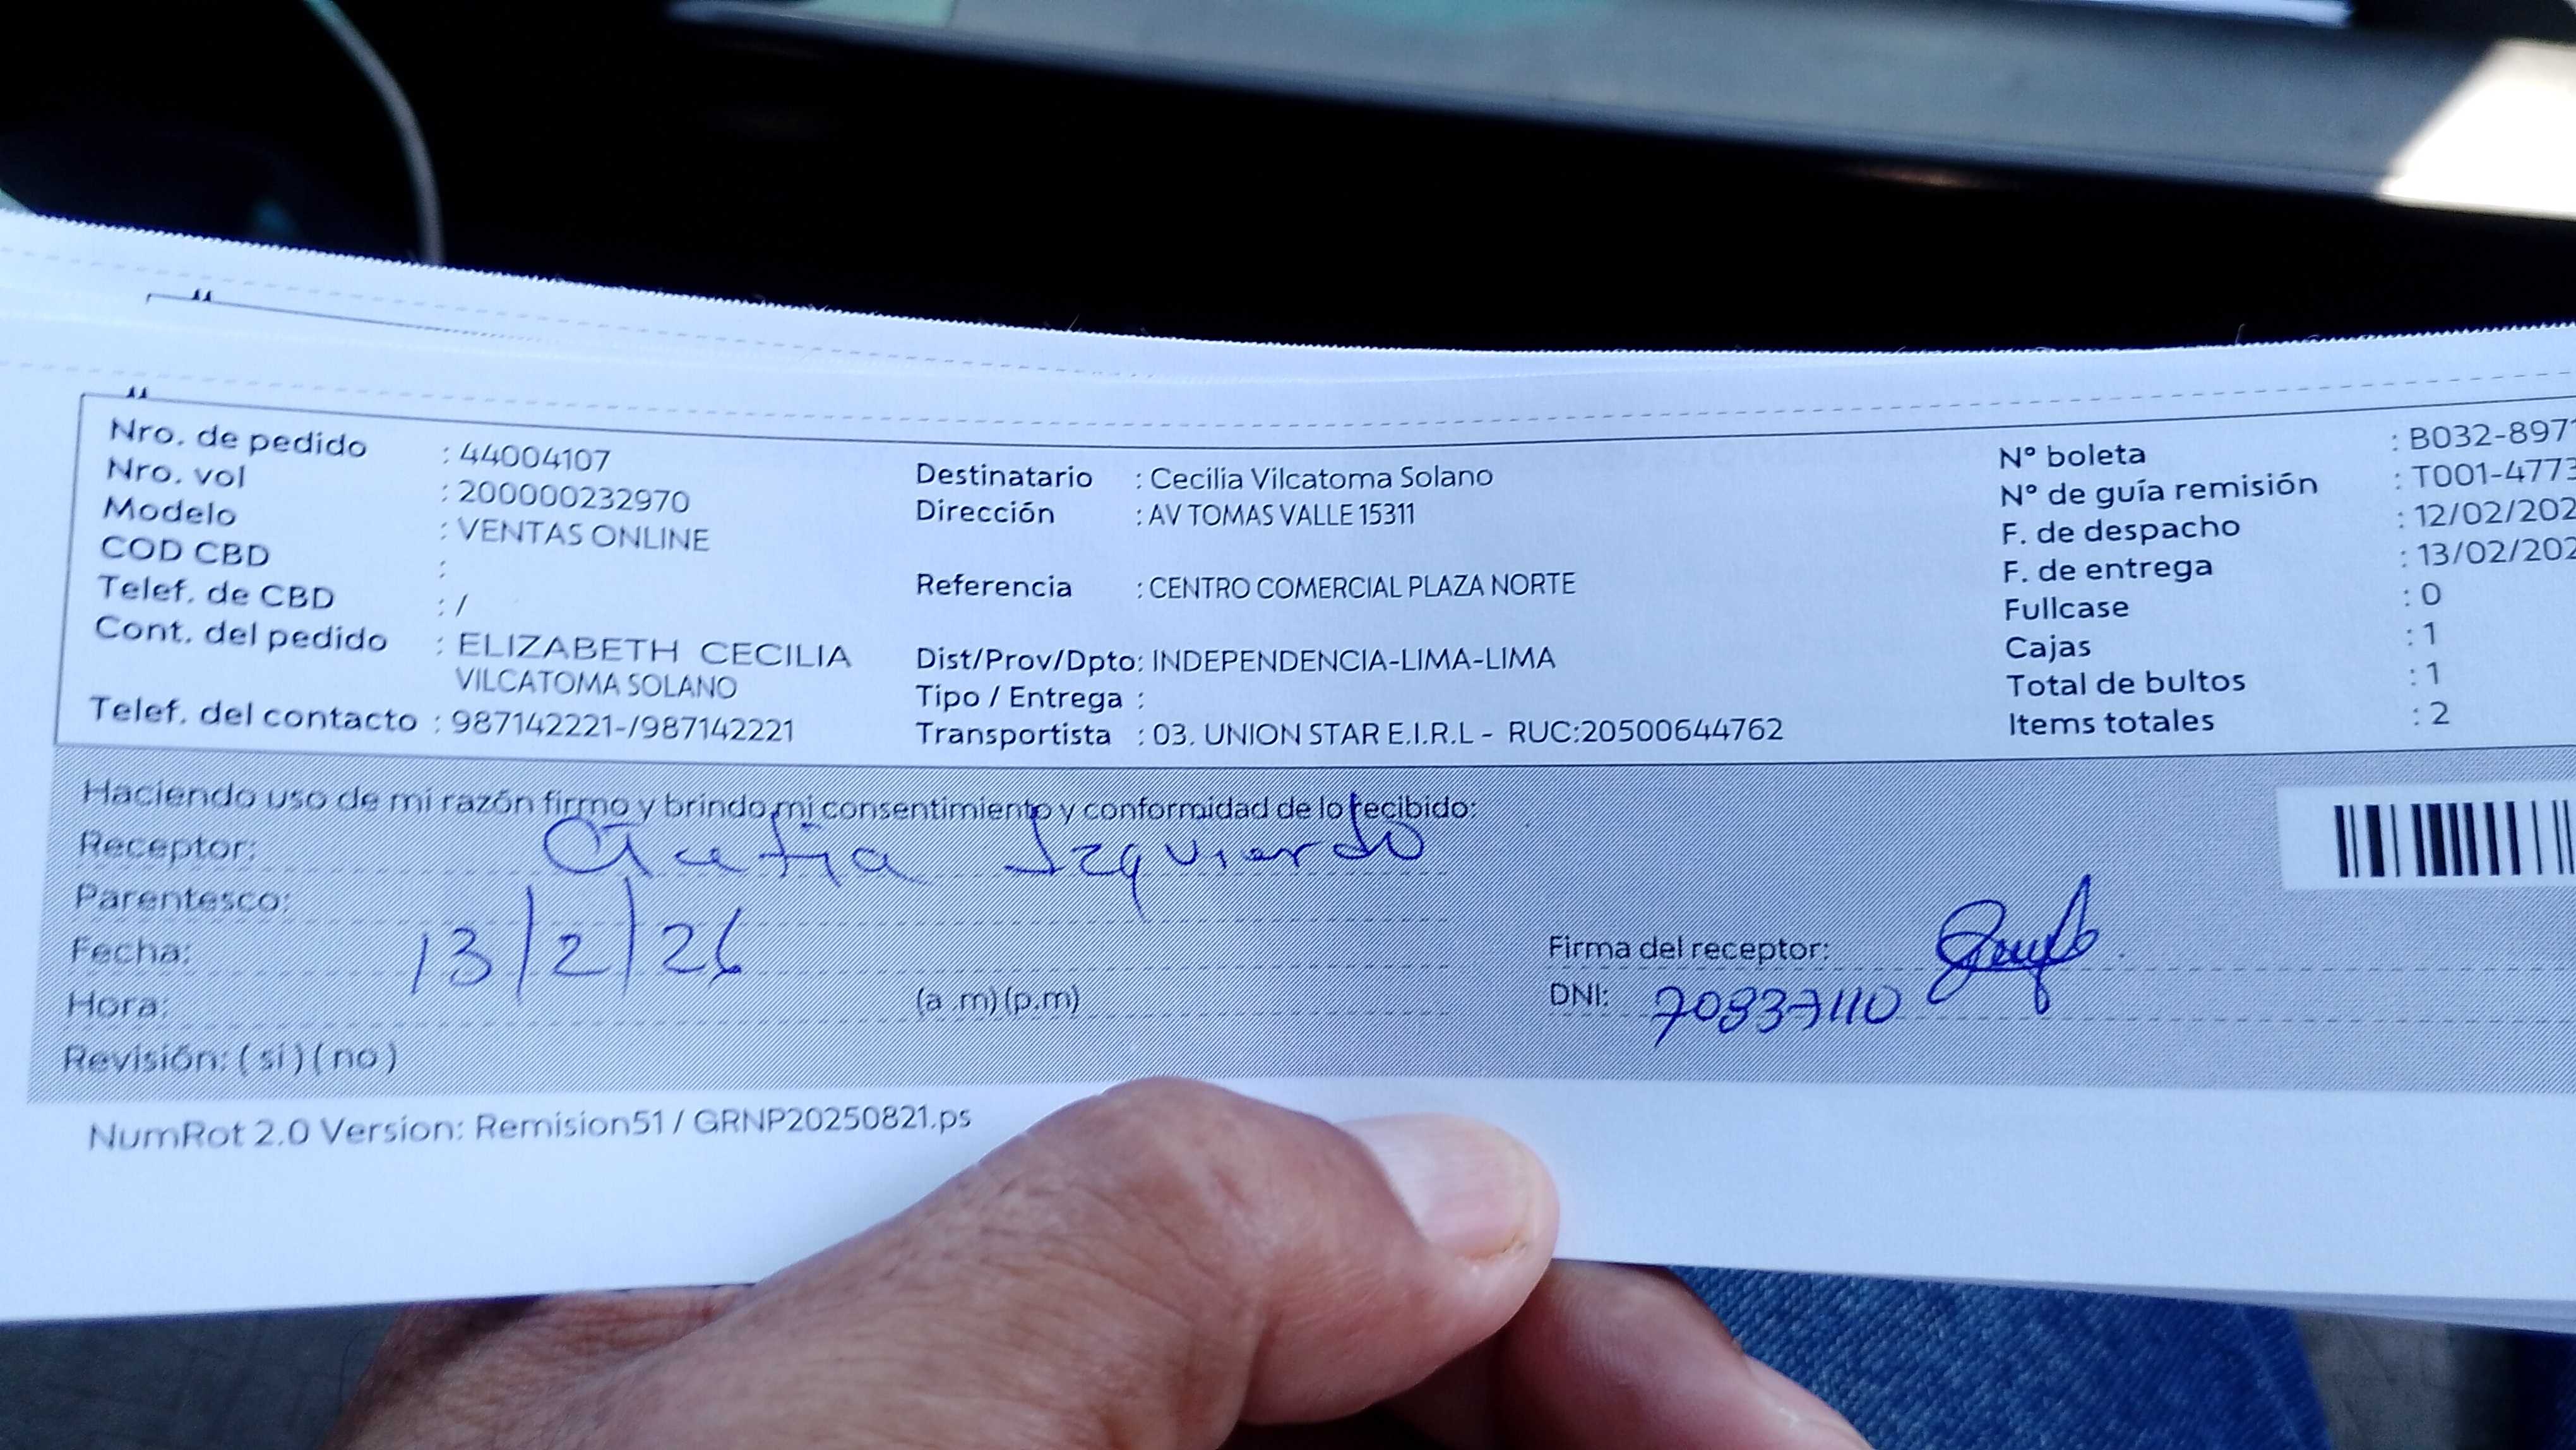 Nro. de pedido : 44004107
Nro. vol : 200000232970
Modelo : VENTAS ONLINE
COD CBD :
Telef. de CBD : /
Cont. del pedido : ELIZABETH CECILIA
VILCATOMA SOLANO
Telef. del contacto : 987142221-/987142221
Destinatario : Cecilia Vilcatoma Solano
Dirección : AV TOMAS VALLE 15311
Referencia : CENTRO COMERCIAL PLAZA NORTE
Dist/Prov/Dpto: INDEPENDENCIA-LIMA-LIMA
Tipo / Entrega :
Transportista : 03. UNION STAR E.I.R.L - RUC:20500644762
N° boleta : B032-897
N° de guía remisión : T001-4773
F. de despacho : 12/02/202
F. de entrega : 13/02/202
Fullcase : 0
Cajas : 1
Total de bultos : 1
Items totales : 2
Haciendo uso de mi razón firmo y brindo mi consentimiento y conformidad de lo recibido:
Receptor: Izquierdo
Parentesco:
Fecha: 13/2/26
Hora: (a m) (p.m)
Revisión: ( si ) ( no )
Firma del receptor:
DNI: 70837110
NumRot 2.0 Version: Remision51 / GRNP20250821.ps